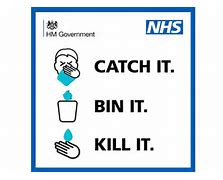 HM Government
NHS
CATCH IT.
BIN IT.
KILL IT.